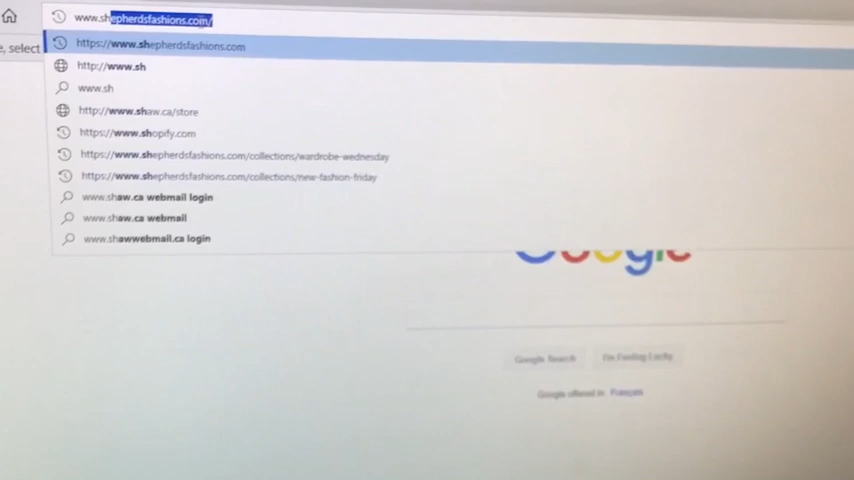 www.shepherdsfashions.com/
e, select
https://www.shepherdsfashions.com
http://www.sh
www.sh
http://www.shaw.ca/store
https://www.shopify.com
https://www.shepherdsfashions.com/collections/wardrobe-wednesday
https://www.shepherdsfashions.com/collections/new-fashion-friday
www.shaw.ca webmail login
www.shaw.ca webmail
www.shawwebmail.ca login
Google
Google Search I'm Feeling Lucky
Google offered in: Français